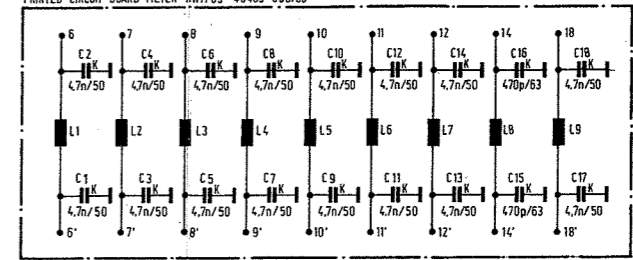 PRINTED CIRCUIT BOARD FILTER
6 7 8 9 10 11 12 14 18
C2 C4 C6 C8 C10 C12 C14 C16 C18
K K K K K K K K K
4,7n/50 4,7n/50 4,7n/50 4,7n/50 4,7n/50 4,7n/50 4,7n/50 470p/63 4,7n/50
L1 L2 L3 L4 L5 L6 L7 L8 L9
C1 C3 C5 C7 C9 C11 C13 C15 C17
K K K K K K K K K
4,7n/50 4,7n/50 4,7n/50 4,7n/50 4,7n/50 4,7n/50 4,7n/50 470p/63 4,7n/50
6' 7' 8' 9' 10' 11' 12' 14' 18'